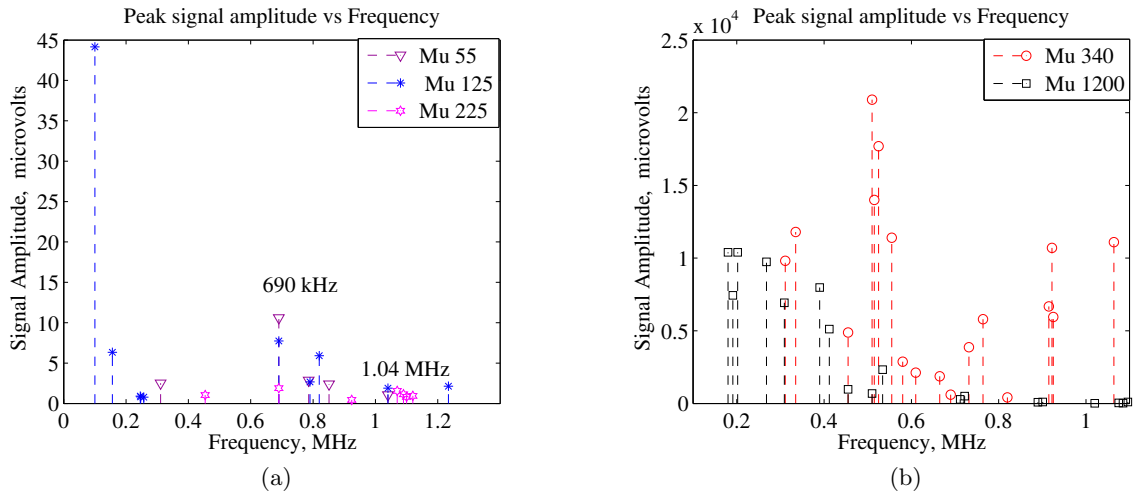 Peak signal amplitude vs Frequency
Signal Amplitude, microvolts
45
40
35
30
25
20
15
10
5
0
Mu 55
Mu 125
Mu 225
690 kHz
1.04 MHz
0 0.2 0.4 0.6 0.8 1 1.2
Frequency, MHz
(a)
Peak signal amplitude vs Frequency
x 10⁴
Signal Amplitude, microvolts
2.5
2
1.5
1
0.5
0
Mu 340
Mu 1200
0.2 0.4 0.6 0.8 1
Frequency, MHz
(b)